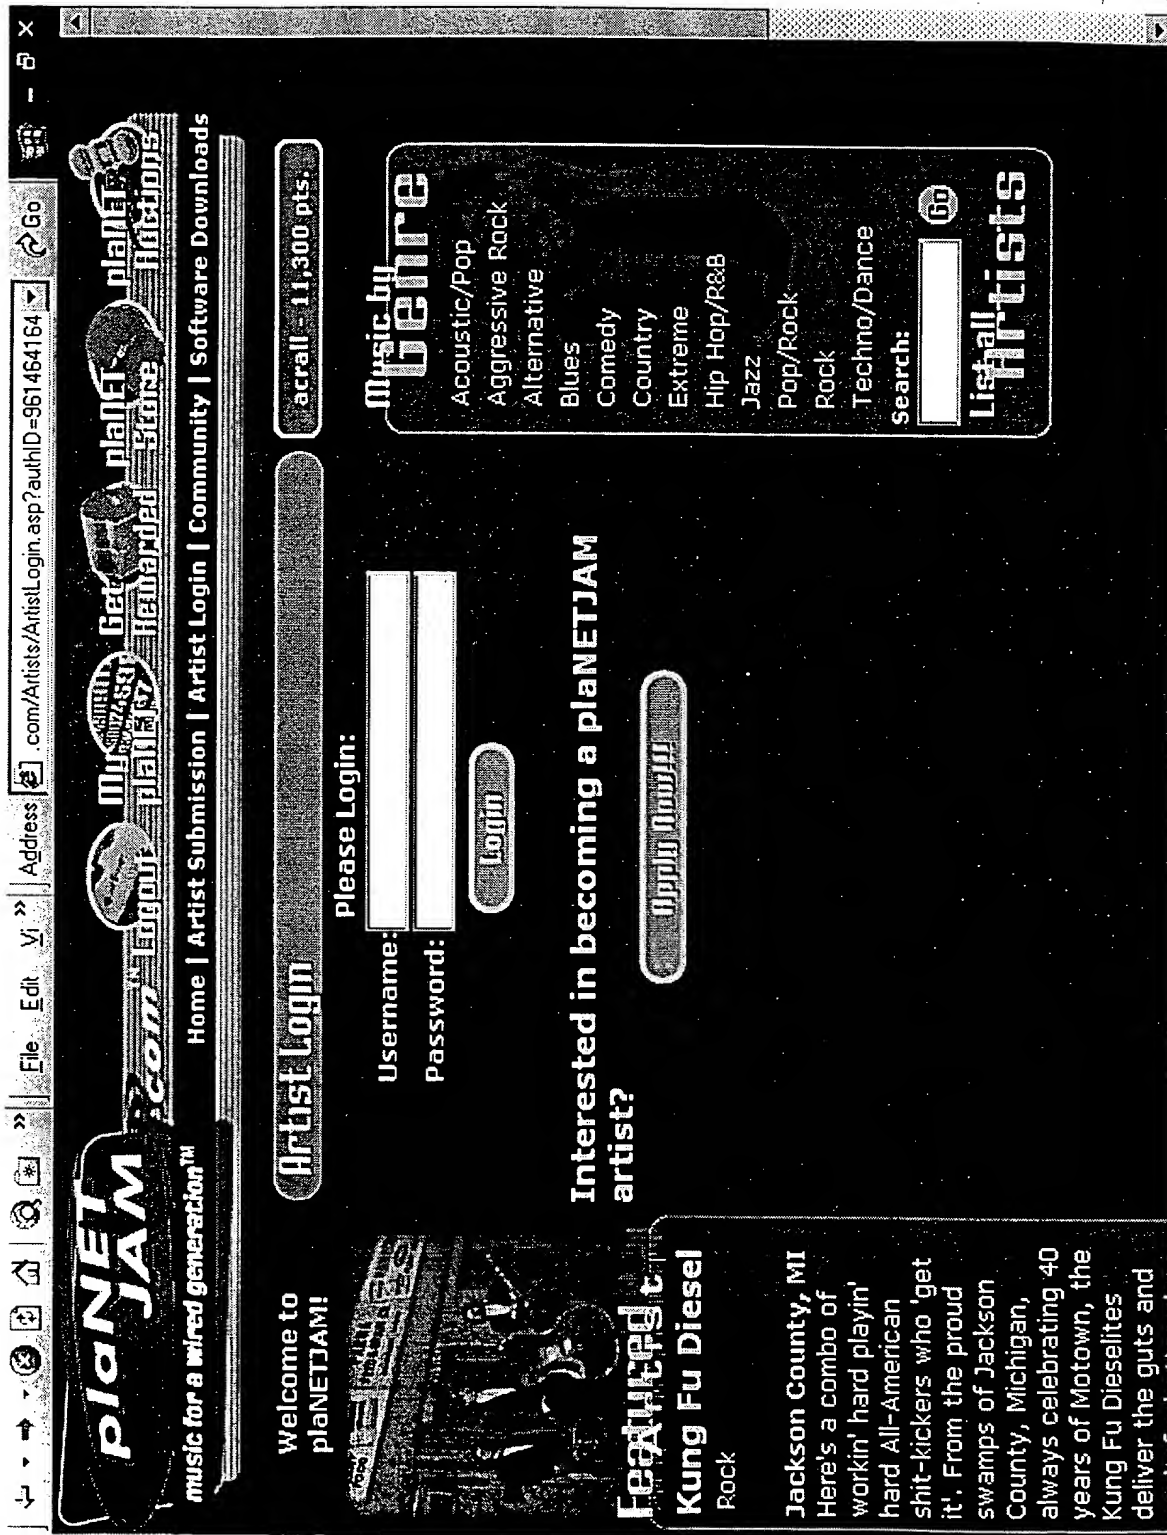 File Edit Vi »
Address .com/Artists/ArtistLogin.asp?authID=961464164 Go
plaNET JAM .com™
music for a wired generation™
Logout
My plaNET
Get Rewarded
plaNET Store
plaNET Auctions
Home | Artist Submission | Artist Login | Community | Software Downloads
Welcome to
plaNETJAM!
Artist Login
acrall - 11,300 pts.
Please Login:
Username:
Password:
Login
Interested in becoming a plaNETJAM
artist?
Apply Now!!!
Music by
Genre
Acoustic/Pop
Aggressive Rock
Alternative
Blues
Comedy
Country
Extreme
Hip Hop/R&B
Jazz
Pop/Rock
Rock
Techno/Dance
Search:
Go
List all
Artists
Featured
Kung Fu Diesel
Rock
Jackson County, MI
Here's a combo of
workin' hard playin'
hard All-American
shit-kickers who 'get
it'. From the proud
swamps of Jackson
County, Michigan,
always celebrating 40
years of Motown, the
Kung Fu Dieselites
deliver the guts and